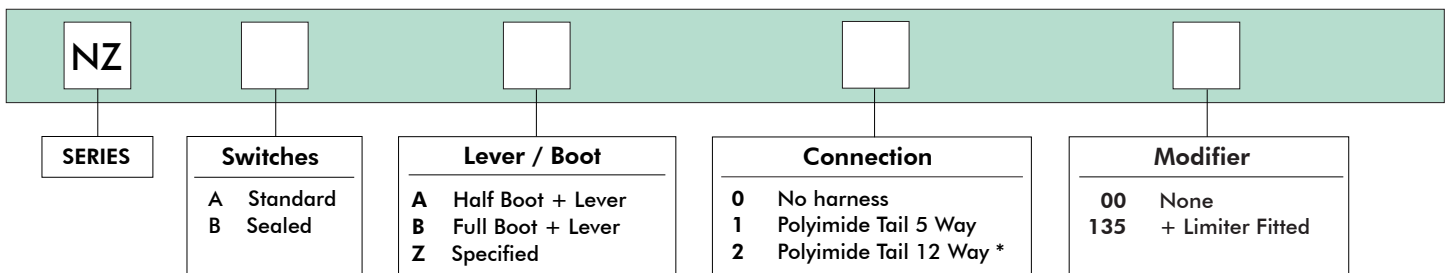 NZ
SERIES
Switches
A Standard
B Sealed
Lever / Boot
A Half Boot + Lever
B Full Boot + Lever
Z Specified
Connection
0 No harness
1 Polyimide Tail 5 Way
2 Polyimide Tail 12 Way *
Modifier
00 None
135 + Limiter Fitted